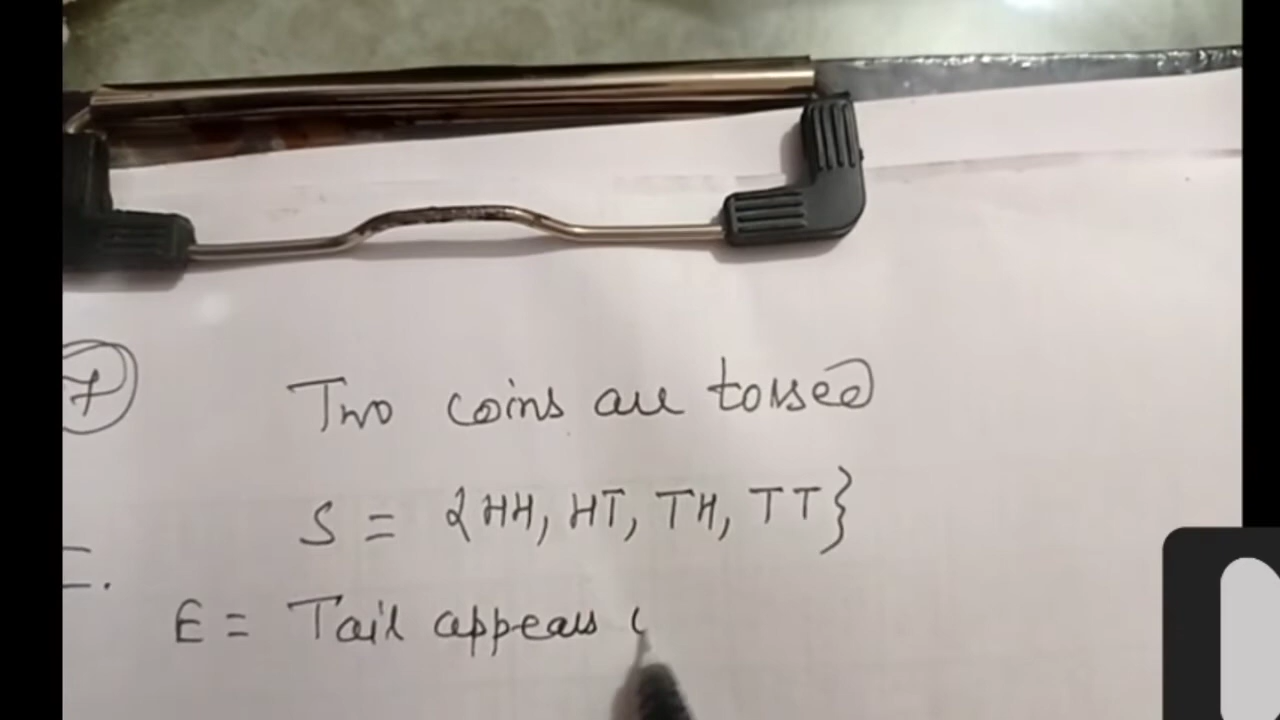 7 Two coins are tossed
S = {HH, HT, TH, TT}
E = Tail appears